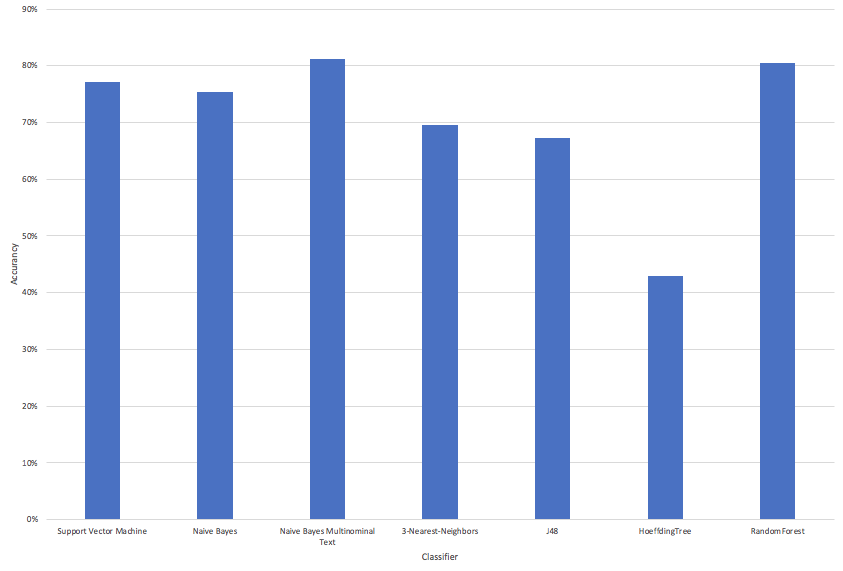 90%
80%
70%
60%
50%
40%
30%
20%
10%
0%
Accurancy
Support Vector Machine
Naive Bayes
Naive Bayes Multinominal
Text
3-Nearest-Neighbors
J48
HoeffdingTree
RandomForest
Classifier